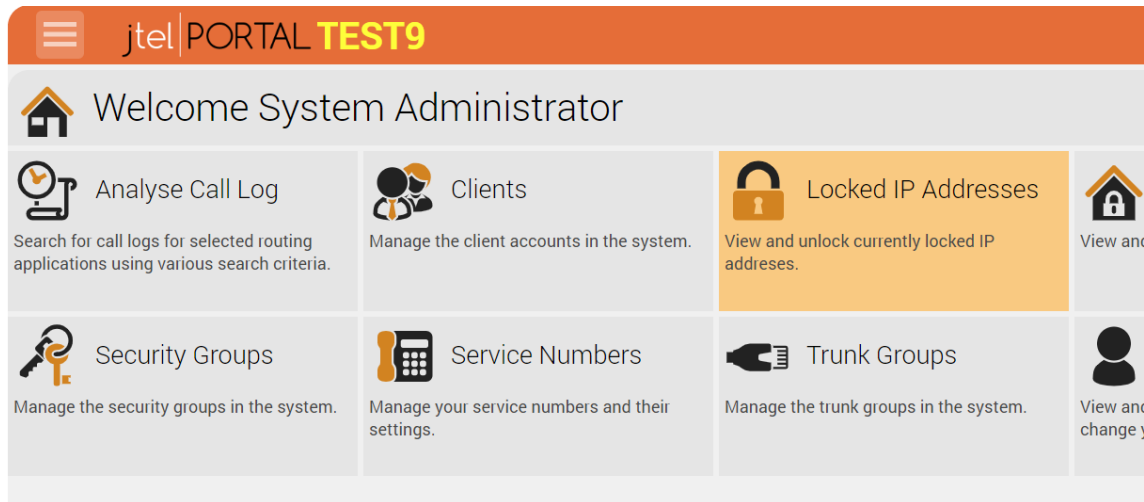 jtel PORTAL TEST9
Welcome System Administrator
Analyse Call Log
Search for call logs for selected routing
applications using various search criteria.
Clients
Manage the client accounts in the system.
Locked IP Addresses
View and unlock currently locked IP
addreses.
View
Security Groups
Manage the security groups in the system.
Service Numbers
Manage your service numbers and their
settings.
Trunk Groups
Manage the trunk groups in the system.
View
change